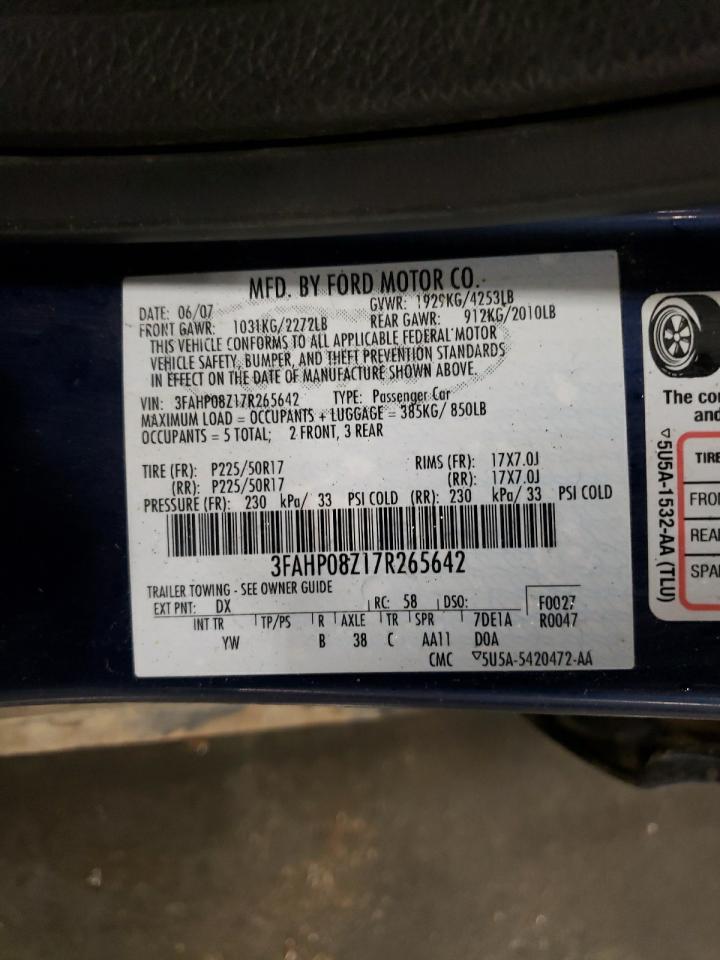 MFD. BY FORD MOTOR CO.
DATE: 06/07 GVWR: 1929KG/4253LB
FRONT GAWR: 1031KG/2272LB REAR GAWR: 912KG/2010LB
THIS VEHICLE CONFORMS TO ALL APPLICABLE FEDERAL MOTOR
VEHICLE SAFETY, BUMPER, AND THEFT PREVENTION STANDARDS
IN EFFECT ON THE DATE OF MANUFACTURE SHOWN ABOVE.
VIN: 3FAHP08Z17R265642 TYPE: Passenger Car
MAXIMUM LOAD = OCCUPANTS + LUGGAGE = 385KG/ 850LB
OCCUPANTS = 5 TOTAL; 2 FRONT, 3 REAR
TIRE (FR): P225/50R17 RIMS (FR): 17X7.0J
(RR): P225/50R17 (RR): 17X7.0J
PRESSURE (FR): 230 kPa/ 33 PSI COLD (RR): 230 kPa/ 33 PSI COLD
3FAHP08Z17R265642
TRAILER TOWING - SEE OWNER GUIDE
EXT PNT: DX RC: 58 DSO: F0027
INT TR TP/PS R AXLE TR SPR 7DE1A R0047
YW B 38 C AA11 D0A
CMC ▽5U5A-5420472-AA
The co
and
▽5U5A-1532-AA (TLU)
TIRE
FRO
REA
SPA